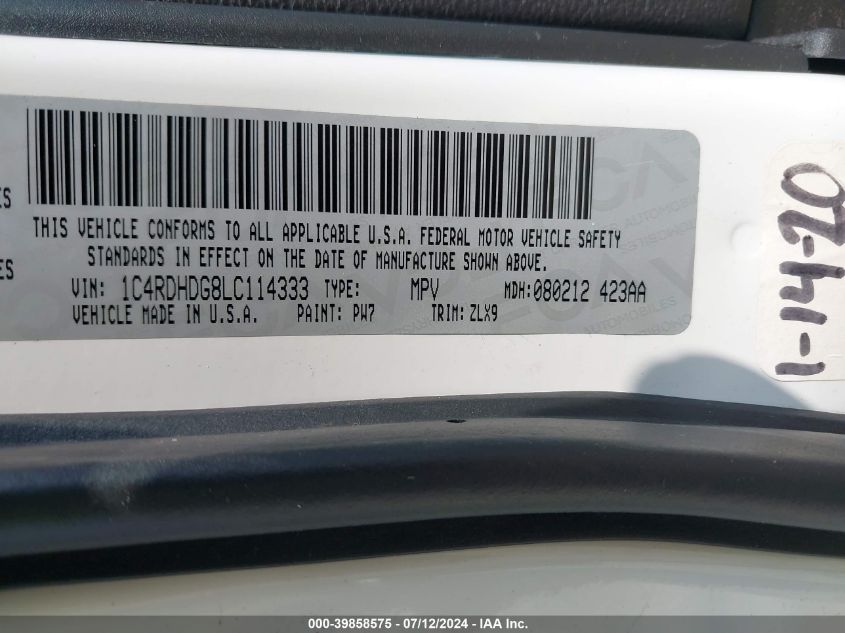 ES
ES
THIS VEHICLE CONFORMS TO ALL APPLICABLE U.S.A. FEDERAL MOTOR VEHICLE SAFETY
STANDARDS IN EFFECT ON THE DATE OF MANUFACTURE SHOWN ABOVE.
VIN: 1C4RDHDG8LC114333 TYPE: MPV MDH: 080212 423AA
VEHICLE MADE IN U.S.A. PAINT: PW7 TRIM: ZLX9
1-14-20
000-39858575 - 07/12/2024 - IAA Inc.